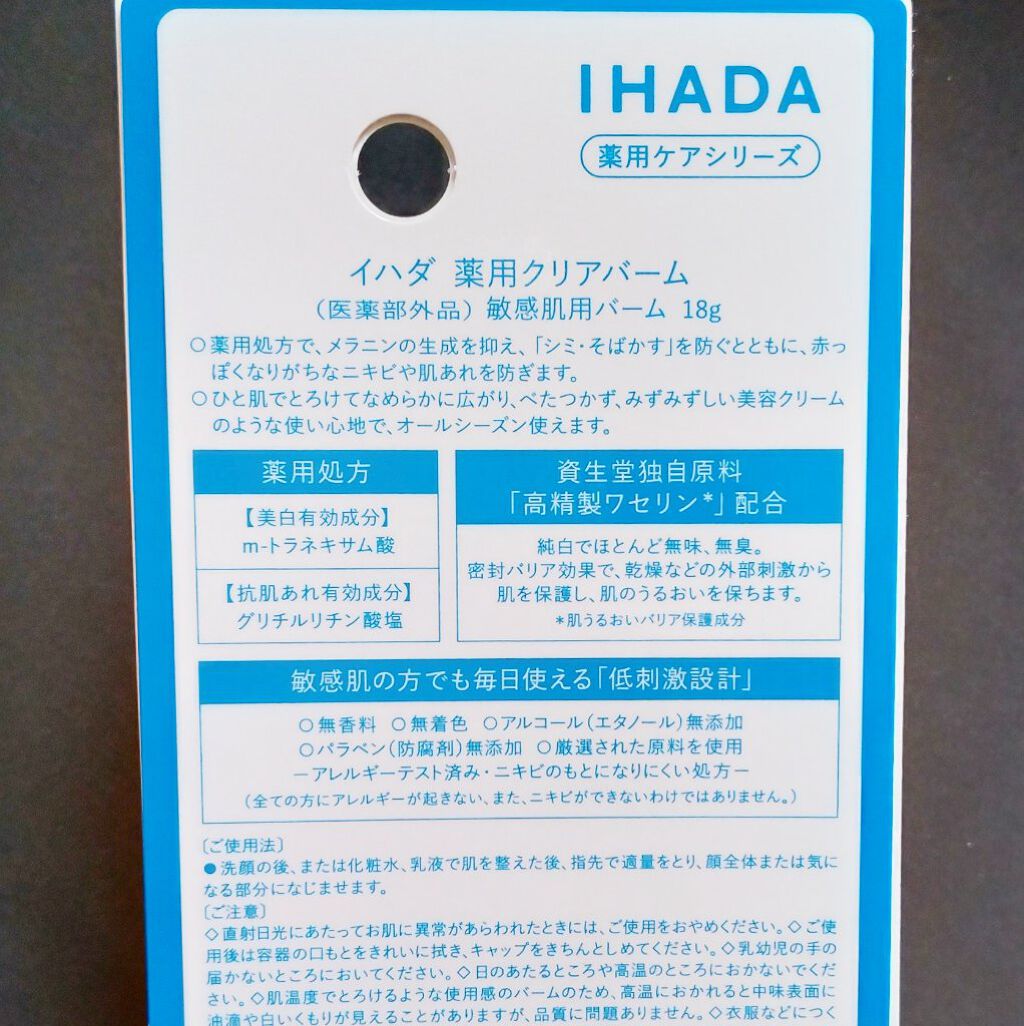 IHADA
薬用ケアシリーズ
イハダ 薬用クリアバーム
(医薬部外品) 敏感肌用バーム 18g
○薬用処方で、メラニンの生成を抑え、「シミ・そばかす」を防ぐとともに、赤っ
ぽくなりがちなニキビや肌あれを防ぎます。
○ひと肌でとろけてなめらかに広がり、べたつかず、みずみずしい美容クリーム
のような使い心地で、オールシーズン使えます。
薬用処方
【美白有効成分】
m-トラネキサム酸
【抗肌あれ有効成分】
グリチルリチン酸塩
資生堂独自原料
「高精製ワセリン*」配合
純白でほとんど無味、無臭。
密封バリア効果で、乾燥などの外部刺激から
肌を保護し、肌のうるおいを保ちます。
*肌うるおいバリア保護成分
敏感肌の方でも毎日使える「低刺激設計」
○無香料 ○無着色 ○アルコール(エタノール)無添加
○パラベン(防腐剤)無添加 ○厳選された原料を使用
−アレルギーテスト済み・ニキビのもとになりにくい処方−
(全ての方にアレルギーが起きない、また、ニキビができないわけではありません。)
〔ご使用法〕
●洗顔の後、または化粧水、乳液で肌を整えた後、指先で適量をとり、顔全体または気に
なる部分になじませます。
〔ご注意〕
◇直射日光にあたってお肌に異常があらわれたときには、ご使用をおやめください。◇ご使
用後は容器の口もとをきれいに拭き、キャップをきちんとしめてください。◇乳幼児の手の
届かないところにおいてください。◇日のあたるところや高温のところにおかないでくだ
さい。◇肌温度でとろけるような使用感のバームのため、高温におかれると中味表面に
油滴や白いくもりが見えることがありますが、品質に問題ありません。◇衣服などにつく